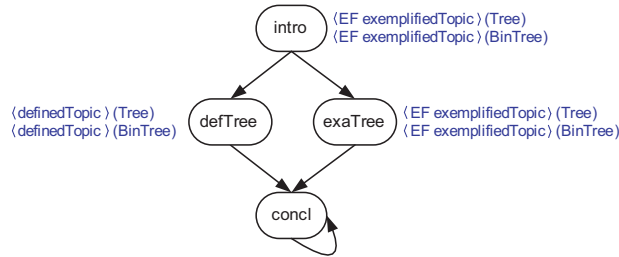 intro
⟨EF exemplifiedTopic⟩(Tree)
⟨EF exemplifiedTopic⟩(BinTree)
⟨definedTopic⟩(Tree)
⟨definedTopic⟩(BinTree)
defTree
exaTree
⟨EF exemplifiedTopic⟩(Tree)
⟨EF exemplifiedTopic⟩(BinTree)
concl